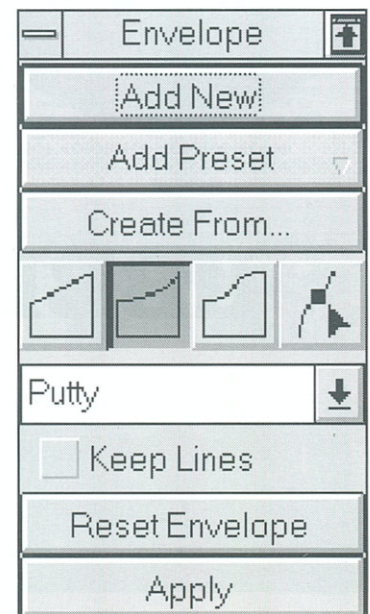 Envelope
Add New
Add Preset
Create From...
Putty
Keep Lines
Reset Envelope
Apply